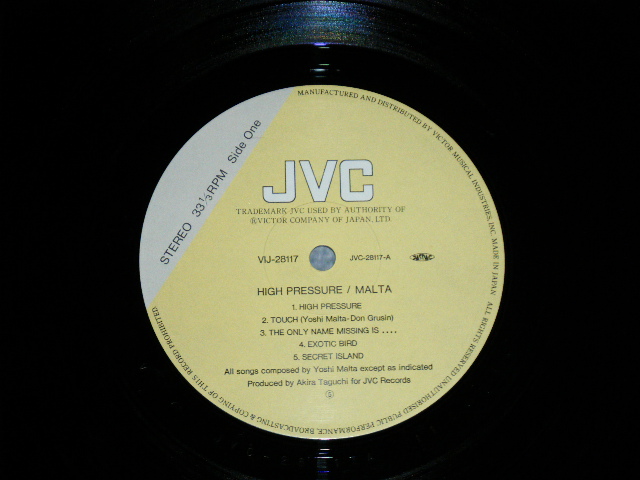 MANUFACTURED AND DISTRIBUTED BY VICTOR MUSICAL INDUSTRIES, INC. MADE IN JAPAN
ALL RIGHTS RESERVED UNAUTHORISED PUBLIC PERFORMANCE, BROADCASTING & COPYING OF THIS RECORD PROHIBITED.
STEREO 33 1/3 RPM Side One
JVC
TRADEMARK JVC USED BY AUTHORITY OF
ⓇVICTOR COMPANY OF JAPAN, LTD.
VIJ-28117 JVC-28117-A
HIGH PRESSURE / MALTA
1. HIGH PRESSURE
2. TOUCH (Yoshi Malta-Don Grusin)
3. THE ONLY NAME MISSING IS ....
4. EXOTIC BIRD
5. SECRET ISLAND
All songs composed by Yoshi Malta except as indicated
Produced by Akira Taguchi for JVC Records